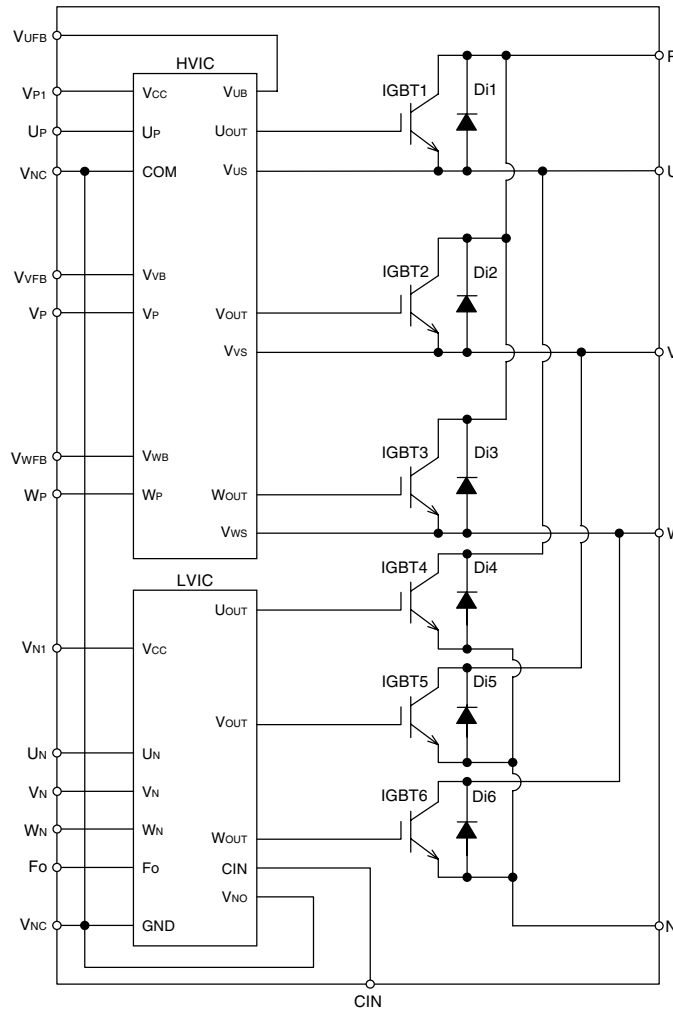 VUFB
HVIC
P
VP1
VCC
VUB
IGBT1
Di1
UP
UP
UOUT
VNC
COM
VUS
U
VVFB
VVB
IGBT2
Di2
VP
VP
VOUT
VVS
V
VWFB
VWB
IGBT3
Di3
WP
WP
WOUT
VWS
W
LVIC
IGBT4
Di4
UOUT
VN1
VCC
IGBT5
Di5
VOUT
UN
UN
VN
VN
IGBT6
Di6
WN
WN
WOUT
Fo
Fo
CIN
VNO
VNC
GND
N
CIN